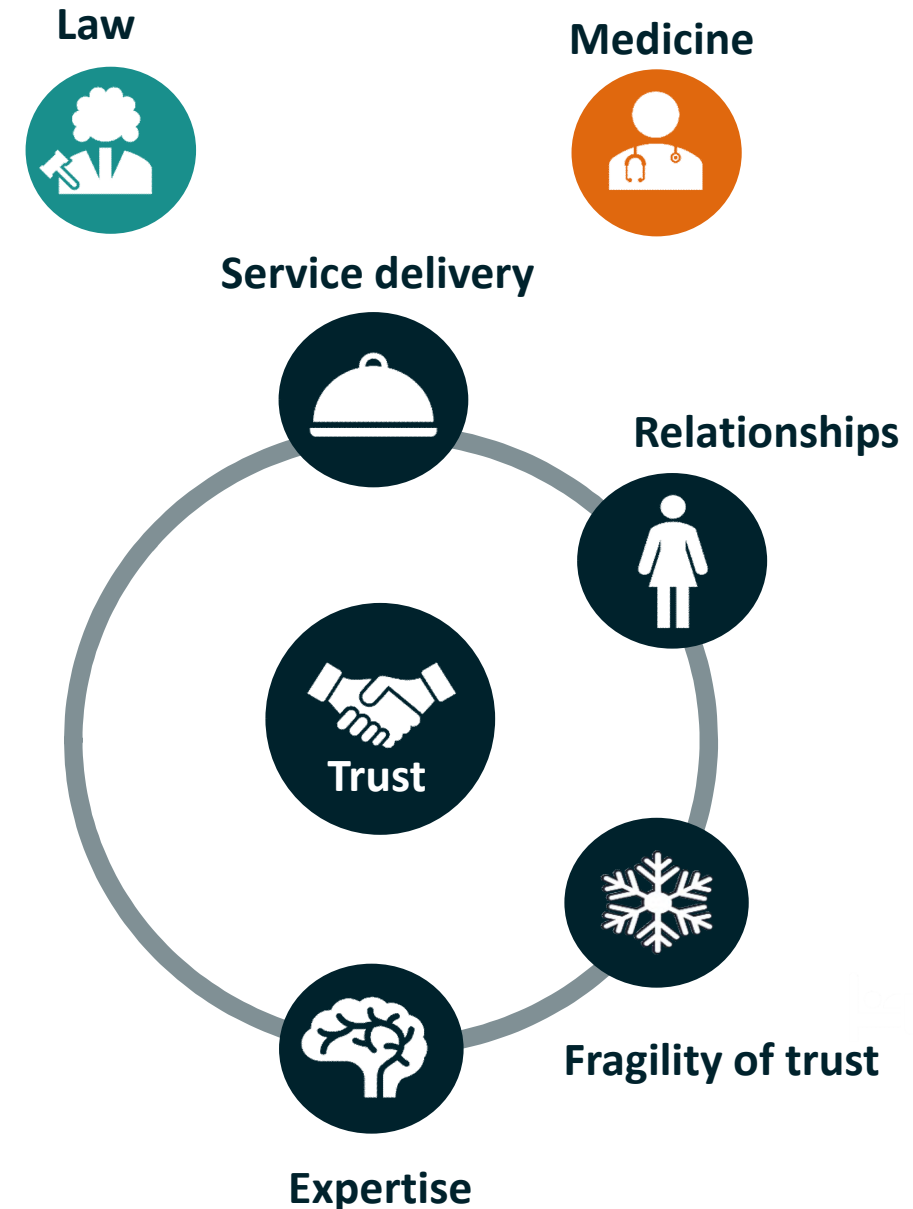 Law
Medicine
Service delivery
Relationships
Trust
Fragility of trust
Expertise